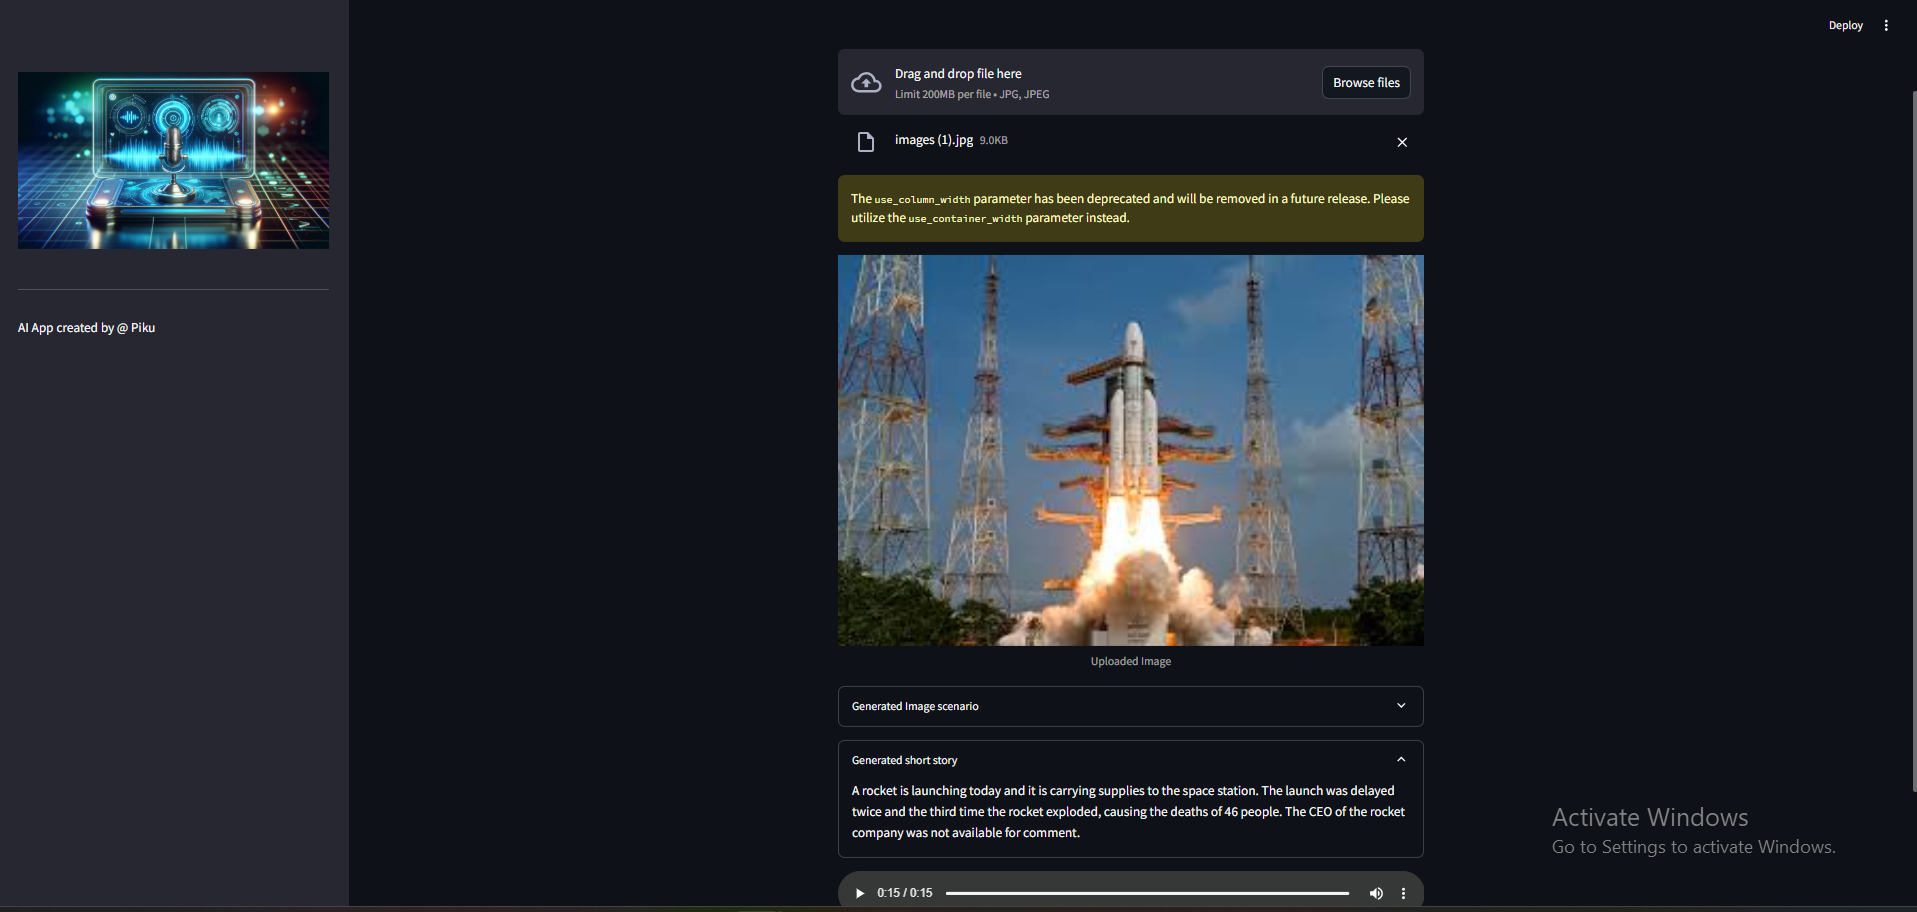 Deploy
Drag and drop file here
Limit 200MB per file • JPG, JPEG
Browse files
images (1).jpg 9.0KB
The use_column_width parameter has been deprecated and will be removed in a future release. Please
utilize the use_container_width parameter instead.
AI App created by @ Piku
Uploaded Image
Generated Image scenario
Generated short story
A rocket is launching today and it is carrying supplies to the space station. The launch was delayed
twice and the third time the rocket exploded, causing the deaths of 46 people. The CEO of the rocket
company was not available for comment.
0:15 / 0:15
Activate Windows
Go to Settings to activate Windows.